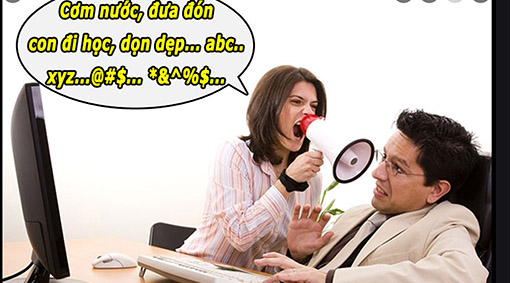 Cơm nước, đưa đón
con đi học, dọn dẹp... abc..
xyz...@#$... *&^%$...